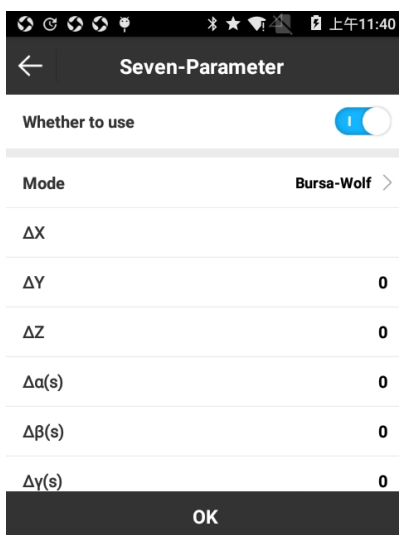 上午11:40
Seven-Parameter
Whether to use
Mode Bursa-Wolf
ΔX
ΔY 0
ΔZ 0
Δα(s) 0
Δβ(s) 0
Δγ(s) 0
OK